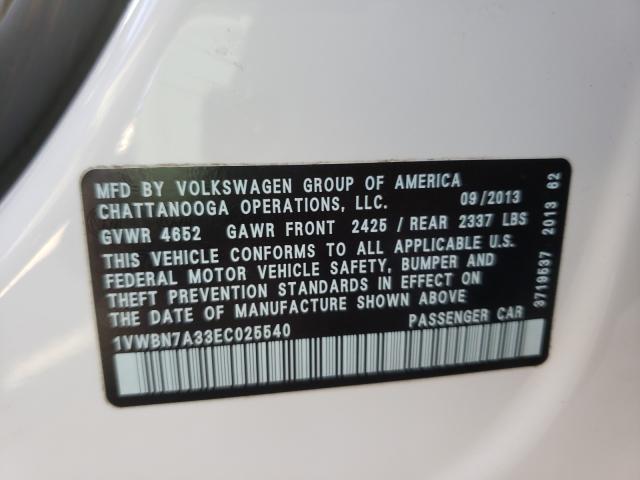 MFD BY VOLKSWAGEN GROUP OF AMERICA
CHATTANOOGA OPERATIONS, LLC. 09/2013
GVWR 4652 GAWR FRONT 2425 / REAR 2337 LBS
THIS VEHICLE CONFORMS TO ALL APPLICABLE U.S.
FEDERAL MOTOR VEHICLE SAFETY, BUMPER AND
THEFT PREVENTION STANDARDS IN EFFECT ON
THE DATE OF MANUFACTURE SHOWN ABOVE
1VWBN7A33EC025540 PASSENGER CAR
3719537 2013 62